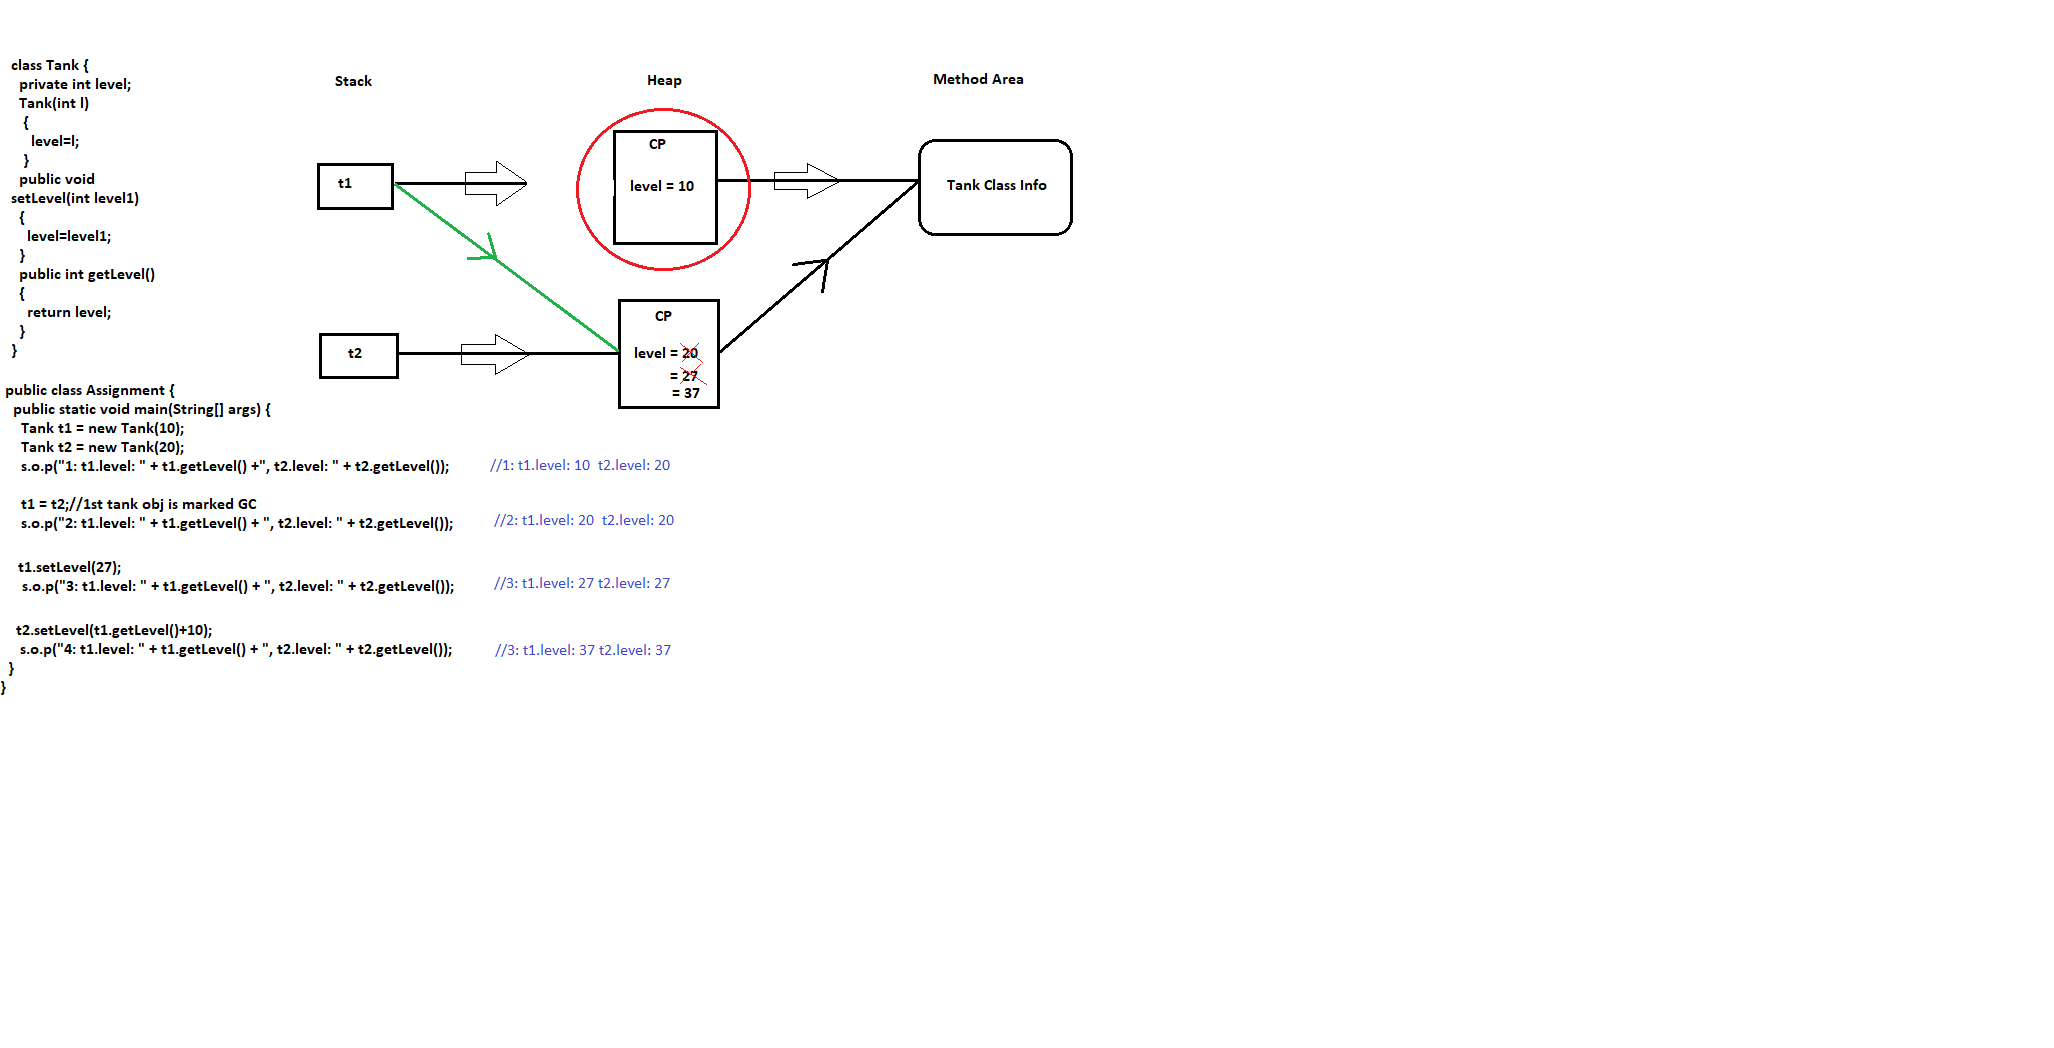 class Tank {
private int level;
Tank(int l)
{
level=l;
}
public void
setLevel(int level1)
{
level=level1;
}
public int getLevel()
{
return level;
}
}
public class Assignment {
public static void main(String[] args) {
Tank t1 = new Tank(10);
Tank t2 = new Tank(20);
s.o.p("1: t1.level: " + t1.getLevel() +", t2.level: " + t2.getLevel()); //1: t1.level: 10  t2.level: 20
t1 = t2;//1st tank obj is marked GC
s.o.p("2: t1.level: " + t1.getLevel() + ", t2.level: " + t2.getLevel()); //2: t1.level: 20  t2.level: 20
t1.setLevel(27);
s.o.p("3: t1.level: " + t1.getLevel() + ", t2.level: " + t2.getLevel()); //3: t1.level: 27 t2.level: 27
t2.setLevel(t1.getLevel()+10);
s.o.p("4: t1.level: " + t1.getLevel() + ", t2.level: " + t2.getLevel()); //3: t1.level: 37 t2.level: 37
}
}
Stack
Heap
Method Area
t1
CP
level = 10
Tank Class Info
t2
CP
level = 20
= 27
= 37